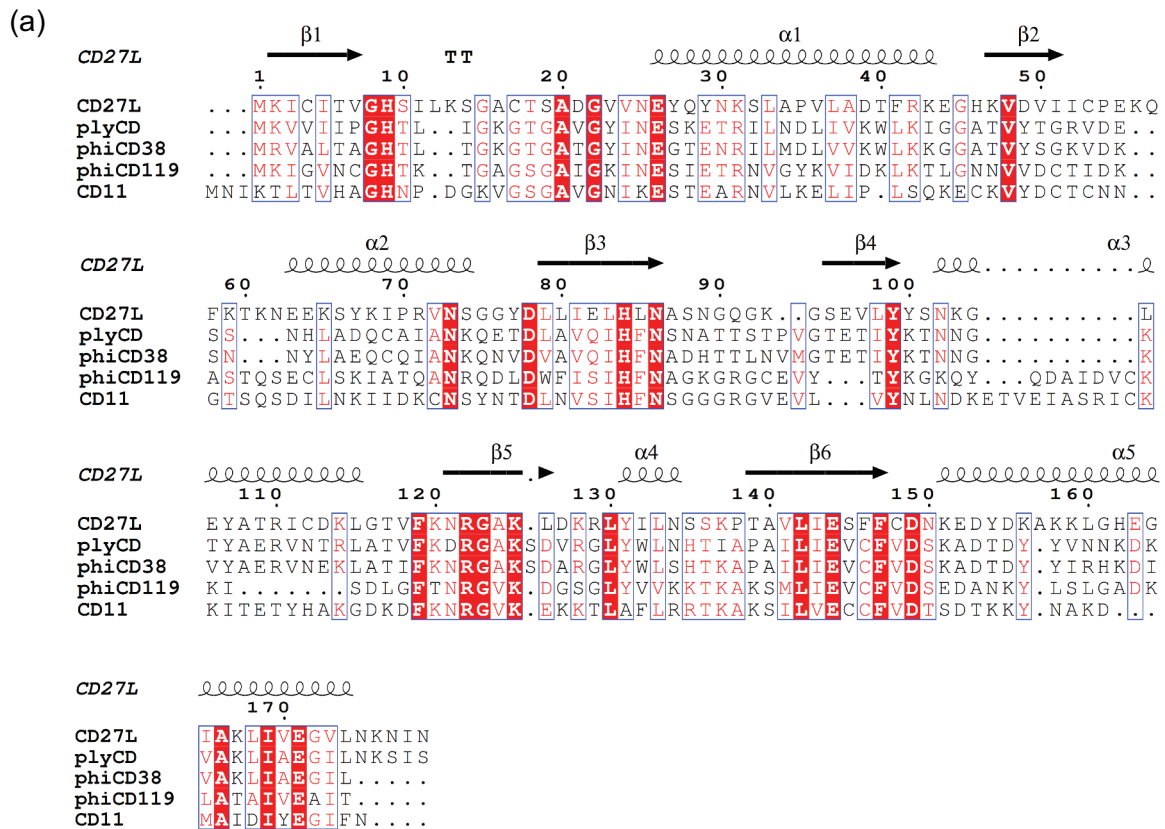 (a)
β1 TT α1 β2
CD27L
1 10 20 30 40 50
CD27L ...MKICITVGHSILKSGACTSADGVVNEYQYNKSLAPVLADTFRKEGHKVDVIICPEKQ
plyCD ...MKVVIIPGHTL..IGKGTGAVGYINESKETRILNDLIVKWLKIGGATVYTGRVDE..
phiCD38 ...MRVALTAGHTL..TGKGTGATGYINEGTENRILMDLVVKWLKKGGATVYSGKVDK..
phiCD119 ...MKIGVNCGHTK..TGAGSGAIGKINESIETRNVGYKVIDKLKTLGNNVVDCTIDK..
CD11 MNIKTLTVHAGHNP.DGKVGSGAVGNIKESTEARNVLKELIP.LSQKECKVYDCTCNN..
α2 β3 β4 α3
CD27L
60 70 80 90 100
CD27L FKTKNEEKSYKIPRVNSGGYDLLIELHLNASNGQGK..GSEVLYYSNKG..........L
plyCD SS...NHLADQCAIANKQETDLAVQIHFNSNATTSTPVGTETIYKTNNG..........K
phiCD38 SN...NYLAEQCQIANKQNVDVAVQIHFNADHTTLNVMGTETIYKTNNG..........K
phiCD119 ASTQSECLSKIATQANRQDLDWFISIHFNAGKGRGCEVY...TYKGKQY...QDAIDVCK
CD11 GTSQSDILNKIIDKCNSYNTDLNVSIHFNSGGGRGVEVL...VYNLNDKETVEIASRICK
β5 α4 β6 α5
CD27L
110 120 130 140 150 160
CD27L EYATRICDKLGTVFKNRGAK.LDKRLYILNSSKPTAVLIESFFCDNKEDYDKAKKLGHEG
plyCD TYAERVNTRLATVFKDRGAKSDVRGLYWLNHTIAPAILIEVCFVDSKADTDY.YVNNKDK
phiCD38 VYAERVNEKLATIFKNRGAKSDARGLYWLSHTKAPAILIEVCFVDSKADTDY.YIRHKDI
phiCD119 KI......SDLGFTNRGVK.DGSGLYVVKKTKAKSMLIEVCFVDSEDANKY.LSLGADK
CD11 KITETYHAKGDKDFKNRGVK.EKKTLAFLRRTKAKSILVECCFVDTSDTKKY.NAKD...
CD27L
170
CD27L IAKLIVEGVLNKNIN
plyCD VAKLIAEGILNKSIS
phiCD38 VAKLIAEGIL.....
phiCD119 LATAIVEAIT.....
CD11 MAIDIYEGIFN....